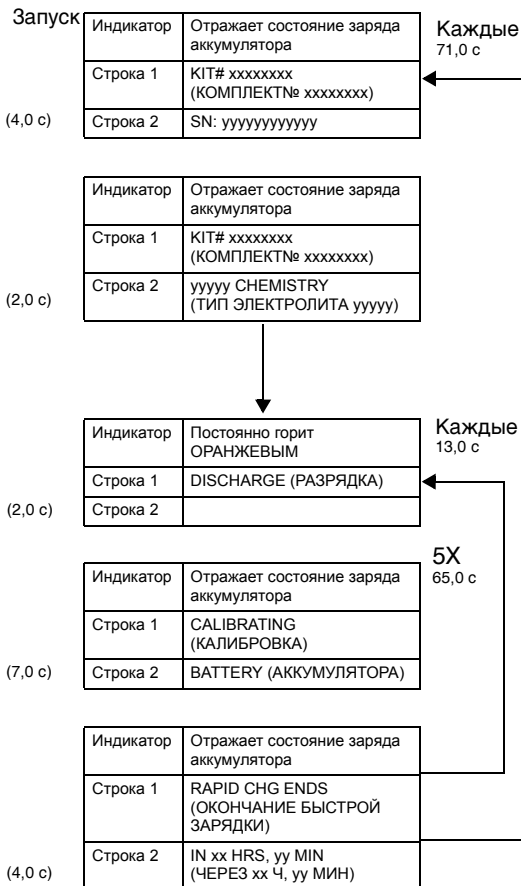 Запуск
Индикатор Отражает состояние заряда
аккумулятора
Каждые
71,0 с
Строка 1 KIT# xxxxxxxx
(КОМПЛЕКТ№ xxxxxxxx)
(4,0 с) Строка 2 SN: yyyyyyyyyyyy
Индикатор Отражает состояние заряда
аккумулятора
Строка 1 KIT# xxxxxxxx
(КОМПЛЕКТ№ xxxxxxxx)
(2,0 с) Строка 2 yyyyy CHEMISTRY
(ТИП ЭЛЕКТРОЛИТА yyyyy)
Индикатор Постоянно горит
ОРАНЖЕВЫМ
Каждые
13,0 с
Строка 1 DISCHARGE (РАЗРЯДКА)
(2,0 с) Строка 2
5X
65,0 с
Индикатор Отражает состояние заряда
аккумулятора
Строка 1 CALIBRATING
(КАЛИБРОВКА)
(7,0 с) Строка 2 BATTERY (АККУМУЛЯТОРА)
Индикатор Отражает состояние заряда
аккумулятора
Строка 1 RAPID CHG ENDS
(ОКОНЧАНИЕ БЫСТРОЙ
ЗАРЯДКИ)
(4,0 с) Строка 2 IN xx HRS, yy MIN
(ЧЕРЕЗ xx Ч, yy МИН)